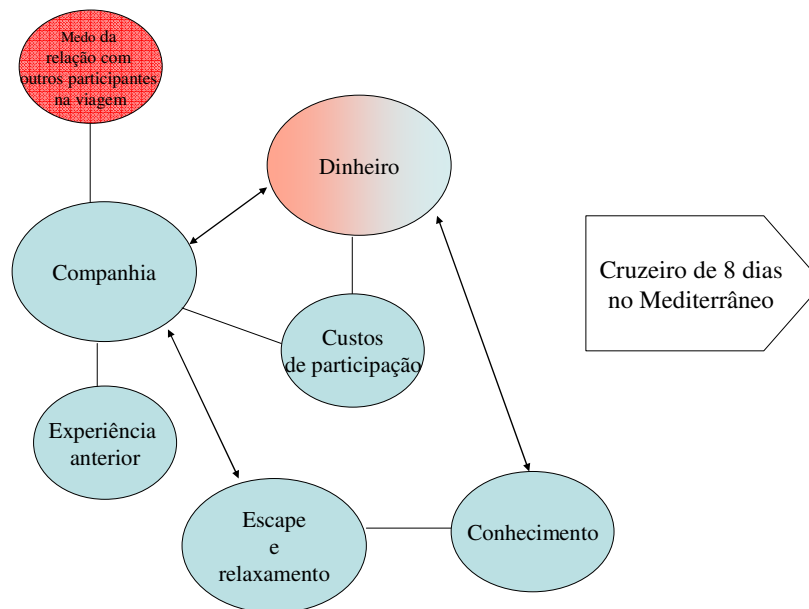 Medo da
relação com
outros participantes
na viagem
Dinheiro
Companhia
Cruzeiro de 8 dias
no Mediterrâneo
Custos
de participação
Experiência
anterior
Escape
e
relaxamento
Conhecimento